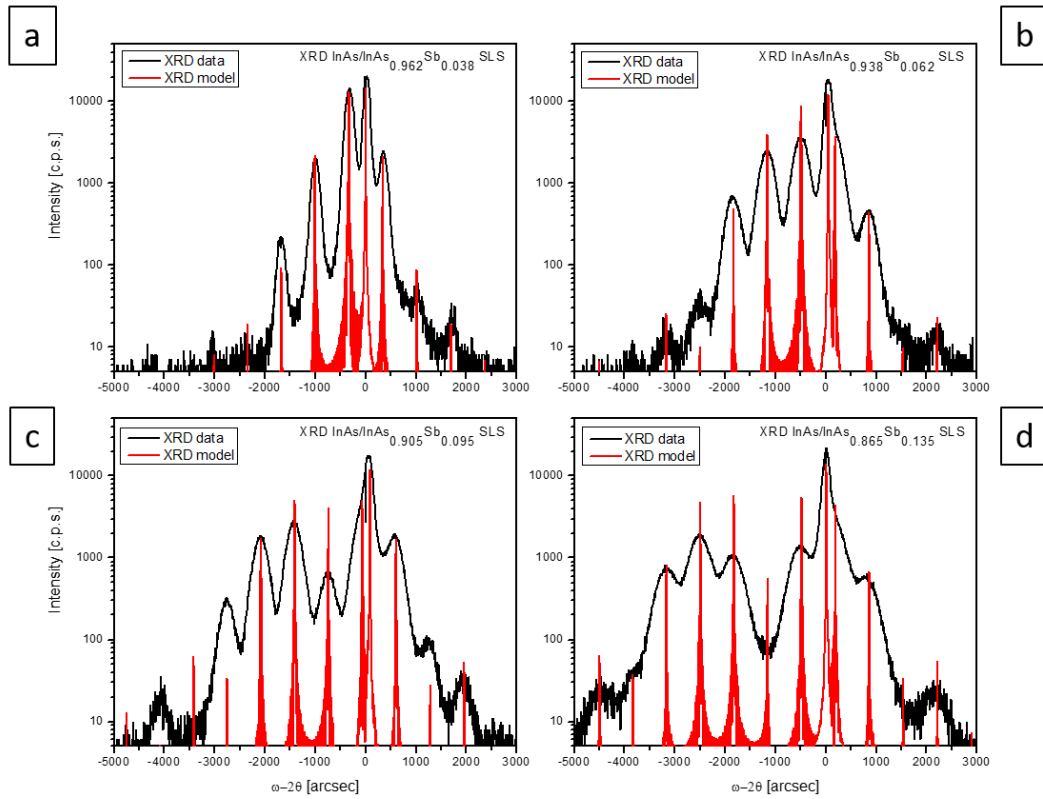 a
XRD data
XRD model
XRD InAs/InAs0.962Sb0.038 SLS
Intensity [c.p.s.]
10000
1000
100
10
-5000 -4000 -3000 -2000 -1000 0 1000 2000 3000
b
XRD data
XRD model
XRD InAs/InAs0.938Sb0.062 SLS
10000
1000
100
10
-5000 -4000 -3000 -2000 -1000 0 1000 2000 3000
c
XRD data
XRD model
XRD InAs/InAs0.905Sb0.095 SLS
Intensity [c.p.s.]
10000
1000
100
10
-5000 -4000 -3000 -2000 -1000 0 1000 2000 3000
ω–2θ [arcsec]
d
XRD data
XRD model
XRD InAs/InAs0.865Sb0.135 SLS
10000
1000
100
10
-5000 -4000 -3000 -2000 -1000 0 1000 2000 3000
ω–2θ [arcsec]